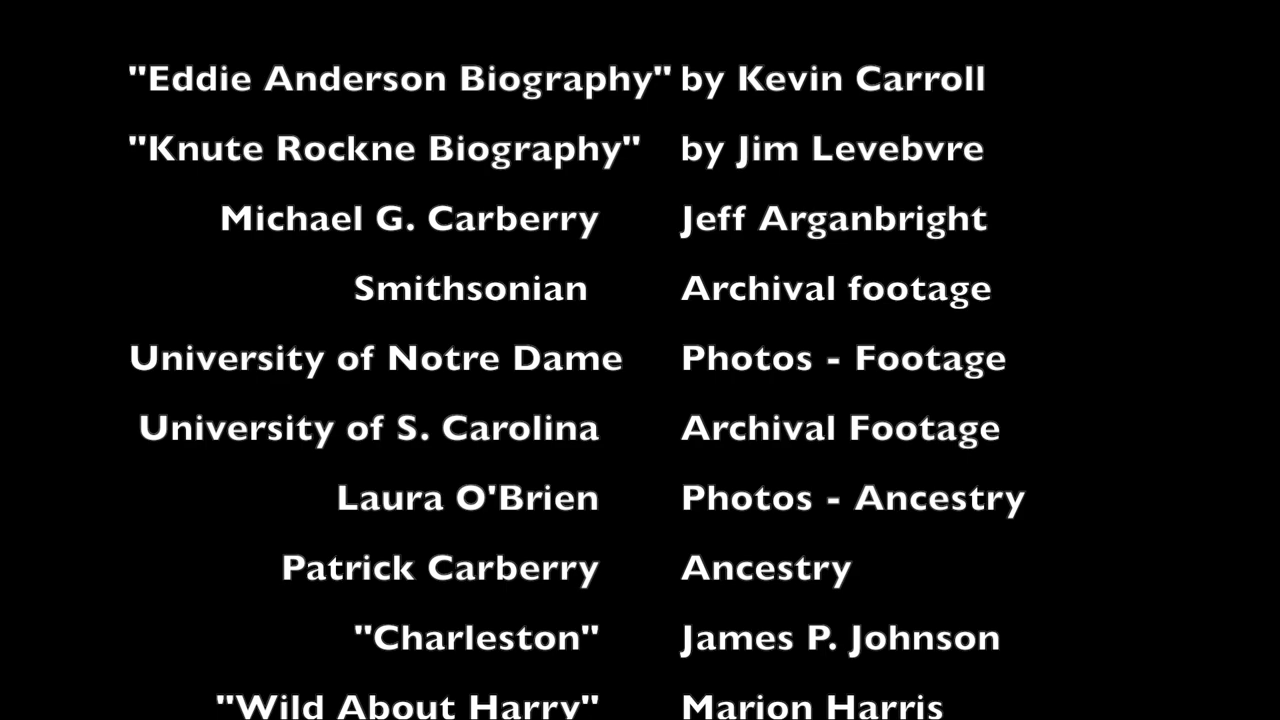 "Eddie Anderson Biography" by Kevin Carroll
"Knute Rockne Biography" by Jim Levebvre
Michael G. Carberry Jeff Arganbright
Smithsonian Archival footage
University of Notre Dame Photos - Footage
University of S. Carolina Archival Footage
Laura O'Brien Photos - Ancestry
Patrick Carberry Ancestry
"Charleston" James P. Johnson
"Wild About Harry" Marion Harris